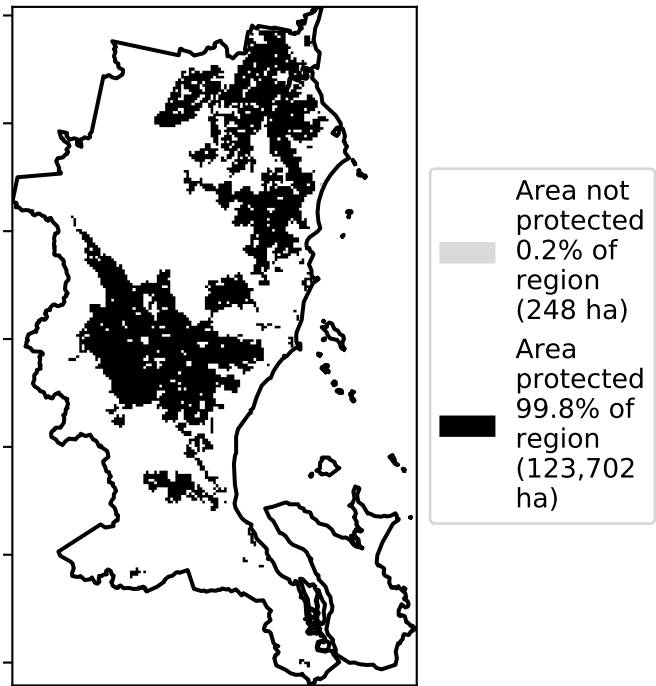 Area not
protected
0.2% of
region
(248 ha)
Area
protected
99.8% of
region
(123,702
ha)